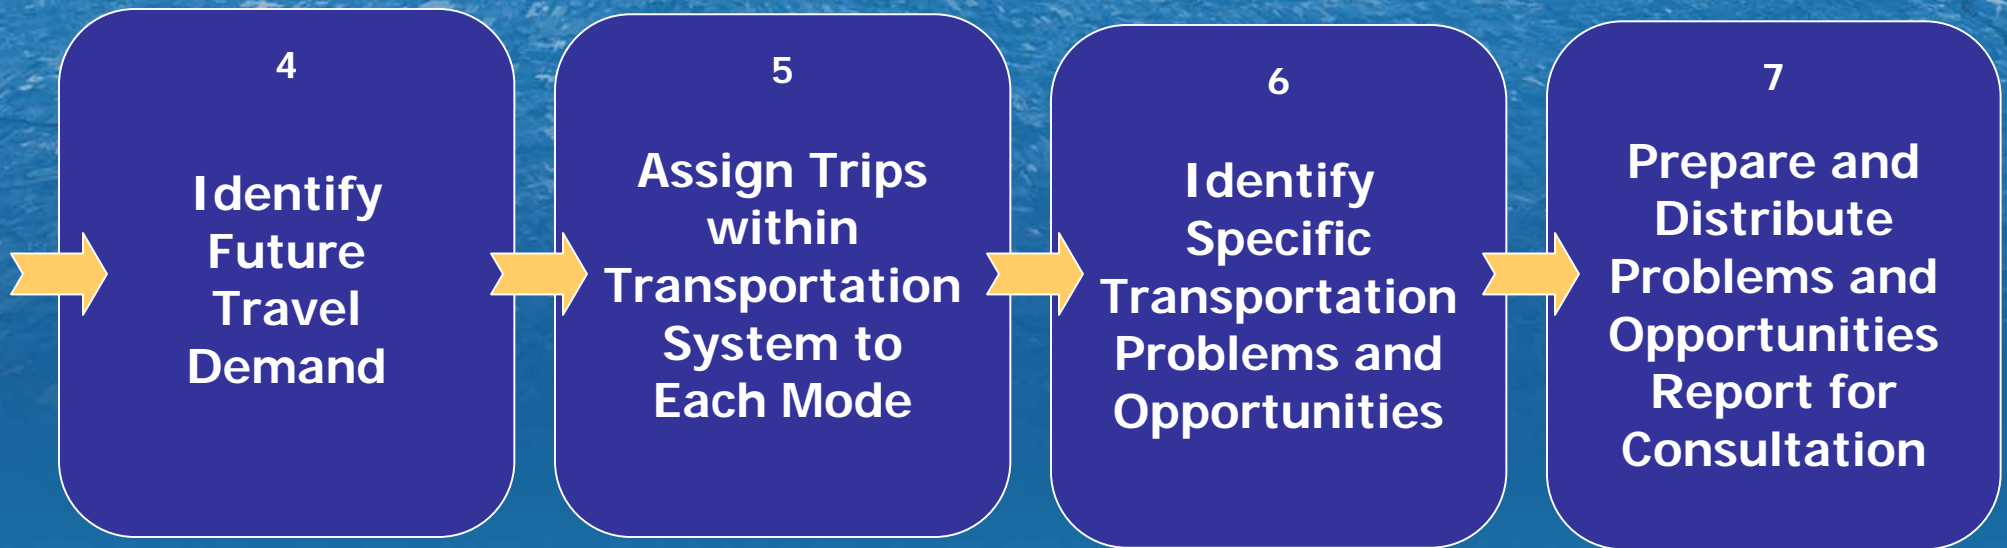 4
Identify
Future
Travel
Demand
5
Assign Trips
within
Transportation
System to
Each Mode
6
Identify
Specific
Transportation
Problems and
Opportunities
7
Prepare and
Distribute
Problems and
Opportunities
Report for
Consultation